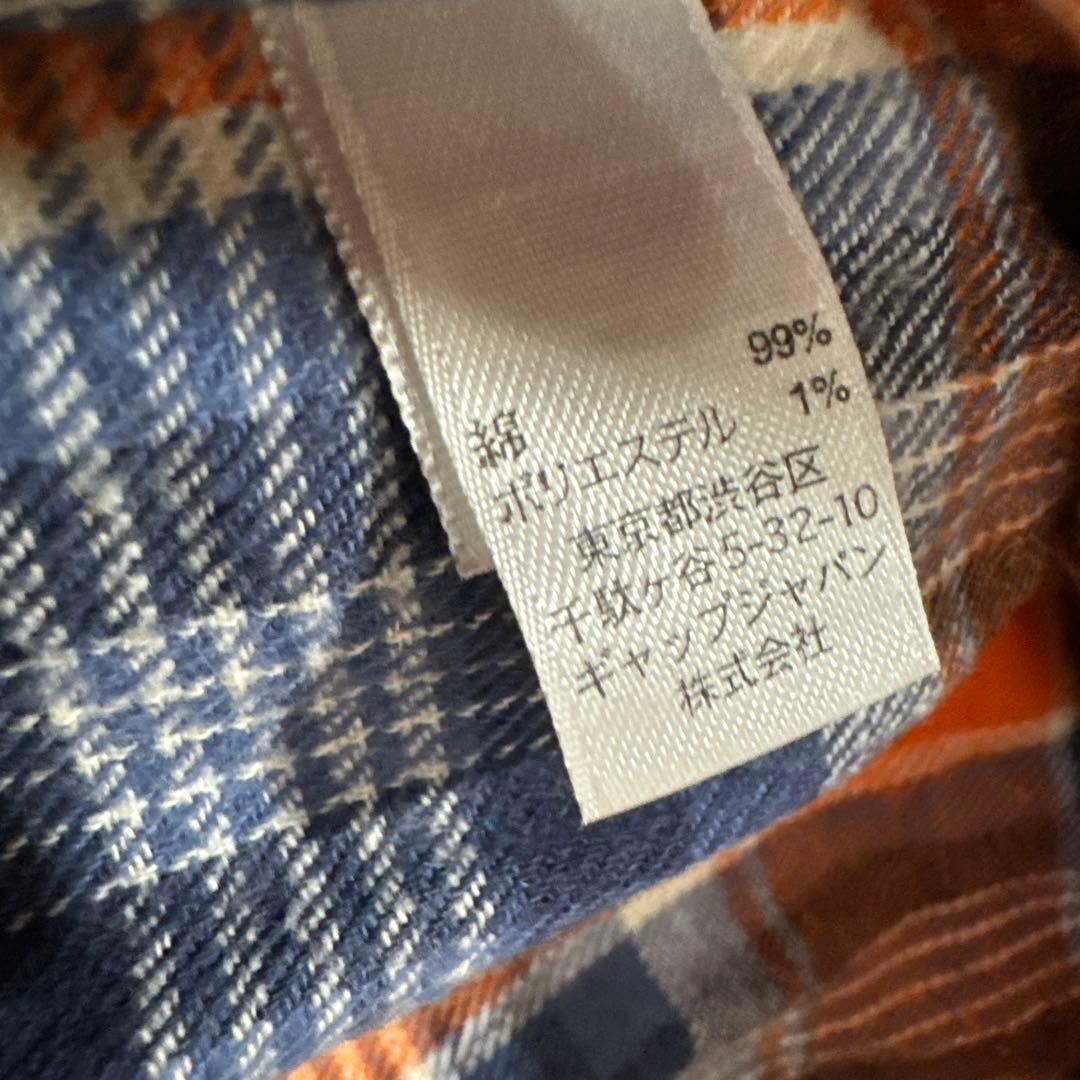 綿 99%
ポリエステル 1%
東京都渋谷区
千駄ケ谷5-32-10
ギャップジャパン
株式会社